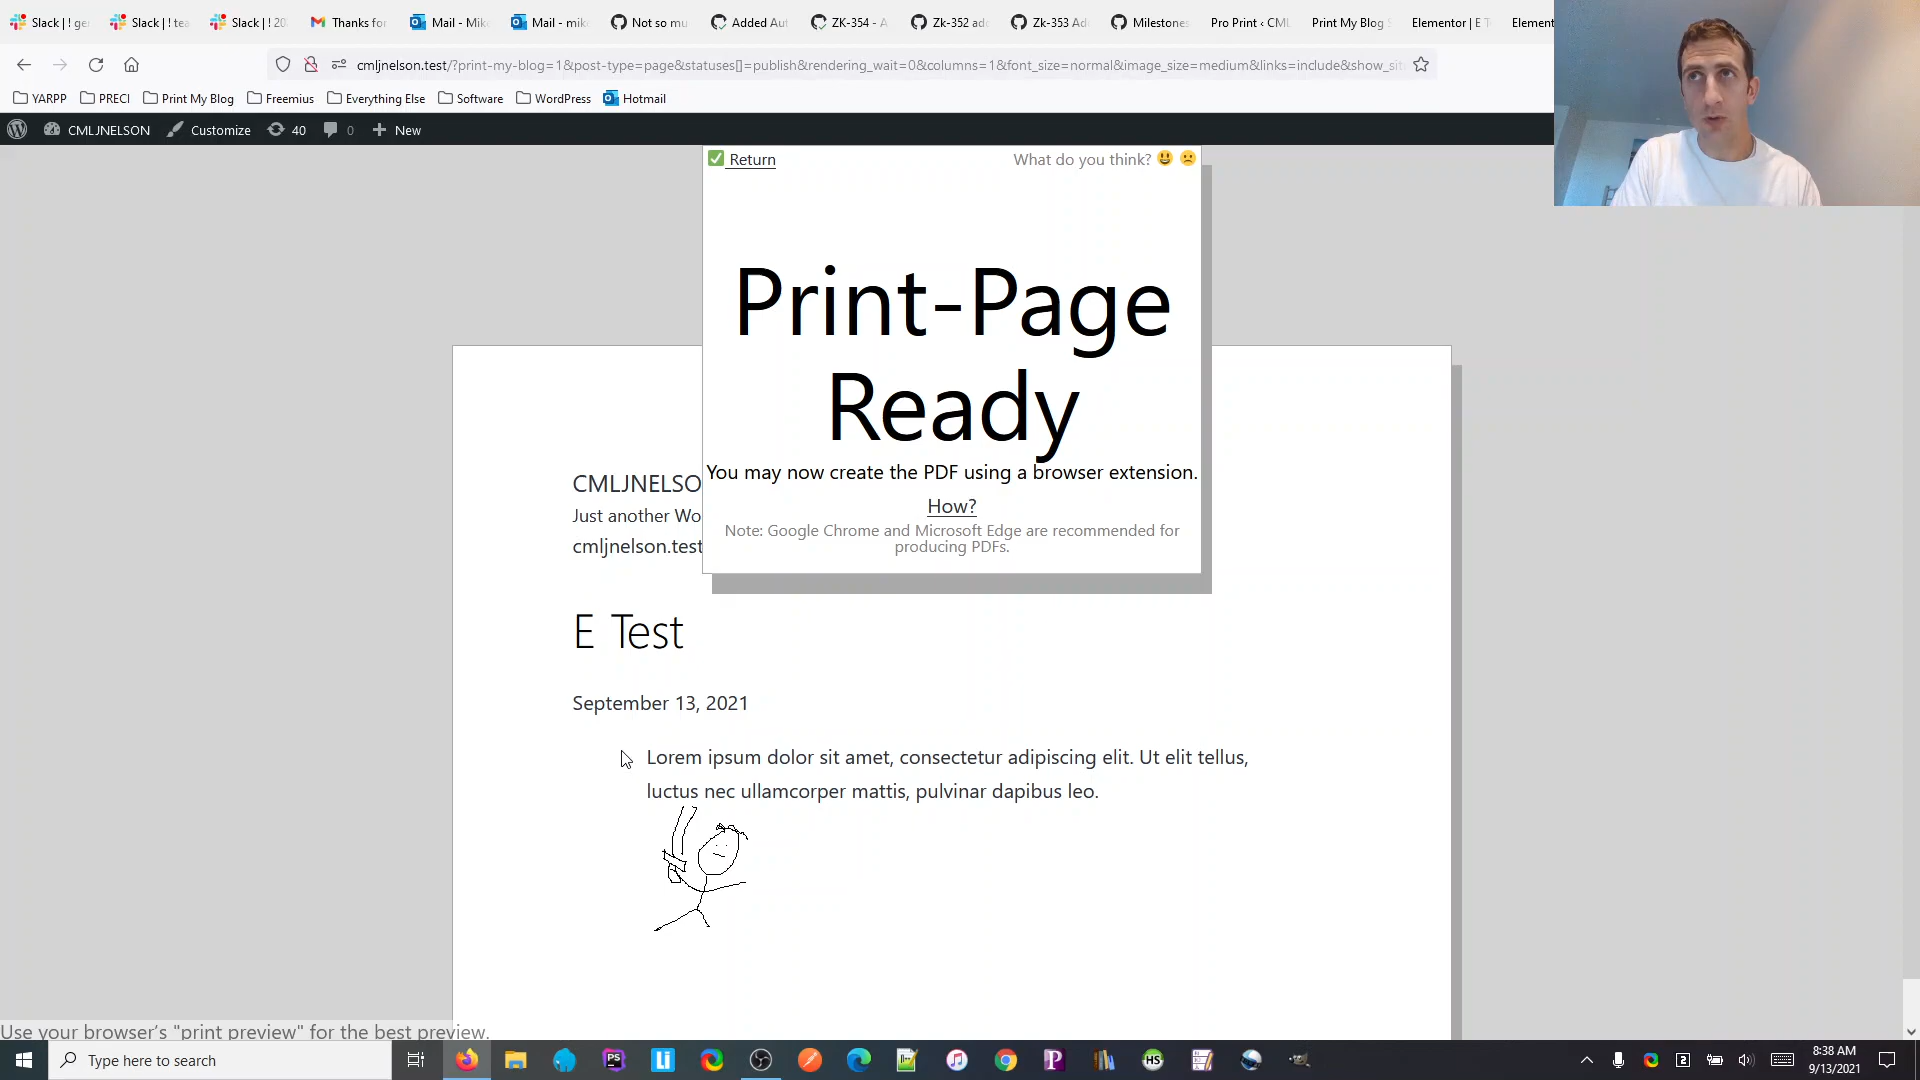 Slack | ! ge
Slack | ! tea
Slack | ! 20
Thanks for
Mail - Mike
Mail - mike
Not so mu
Added Aut
ZK-354 - A
Zk-352 add
Zk-353 Ad
Milestones
Pro Print ‹ CML
Print My Blog
Elementor | E T
Element
cmljnelson.test/?print-my-blog=1&post-type=page&statuses[]=publish&rendering_wait=0&columns=1&font_size=normal&image_size=medium&links=include&show_sit
YARPP
PRECI
Print My Blog
Freemius
Everything Else
Software
WordPress
Hotmail
CMLJNELSON
Customize
40
0
New
Return
What do you think?
Print-Page
Ready
You may now create the PDF using a browser extension.
How?
Note: Google Chrome and Microsoft Edge are recommended for
producing PDFs.
CMLJNELSO
Just another Wo
cmljnelson.test
E Test
September 13, 2021
Lorem ipsum dolor sit amet, consectetur adipiscing elit. Ut elit tellus,
luctus nec ullamcorper mattis, pulvinar dapibus leo.
Use your browser’s "print preview" for the best preview.
Type here to search
PS
HS
8:38 AM
9/13/2021